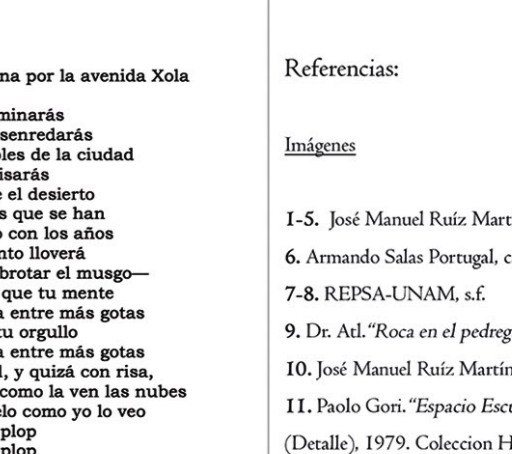 na por la avenida Xola
minarás
senredarás
les de la ciudad
isarás
e el desierto
s que se han
o con los años
nto lloverá
brotar el musgo—
que tu mente
a entre más gotas
tu orgullo
a entre más gotas
l, y quizá con risa,
como la ven las nubes
elo como yo lo veo
plop
plop
Referencias:
Imágenes
1-5. José Manuel Ruíz Mart
6. Armando Salas Portugal, c
7-8. REPSA-UNAM, s.f.
9. Dr. Atl. “Roca en el pedreg
10. José Manuel Ruíz Martín
11. Paolo Gori. “Espacio Escu
(Detalle), 1979. Coleccion H